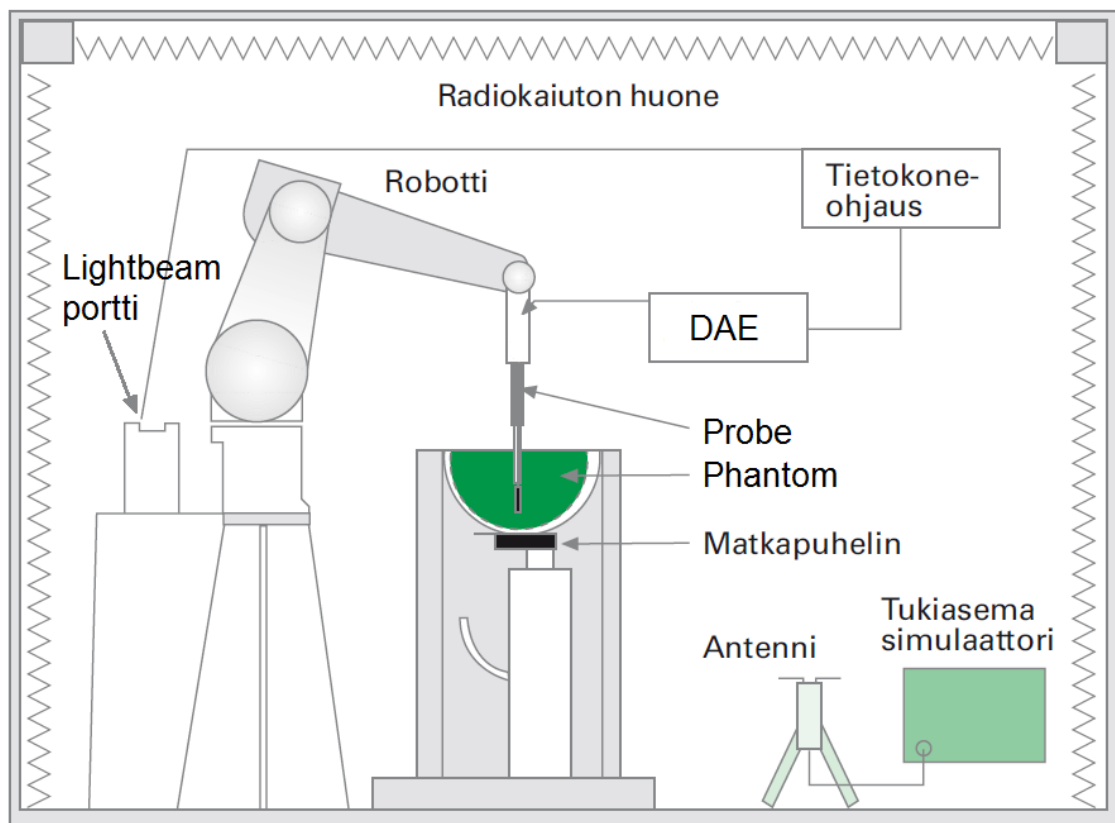 Radiokaiuton huone
Robotti
Tietokone-
ohjaus
Lightbeam
portti
DAE
Probe
Phantom
Matkapuhelin
Antenni
Tukiasema
simulaattori